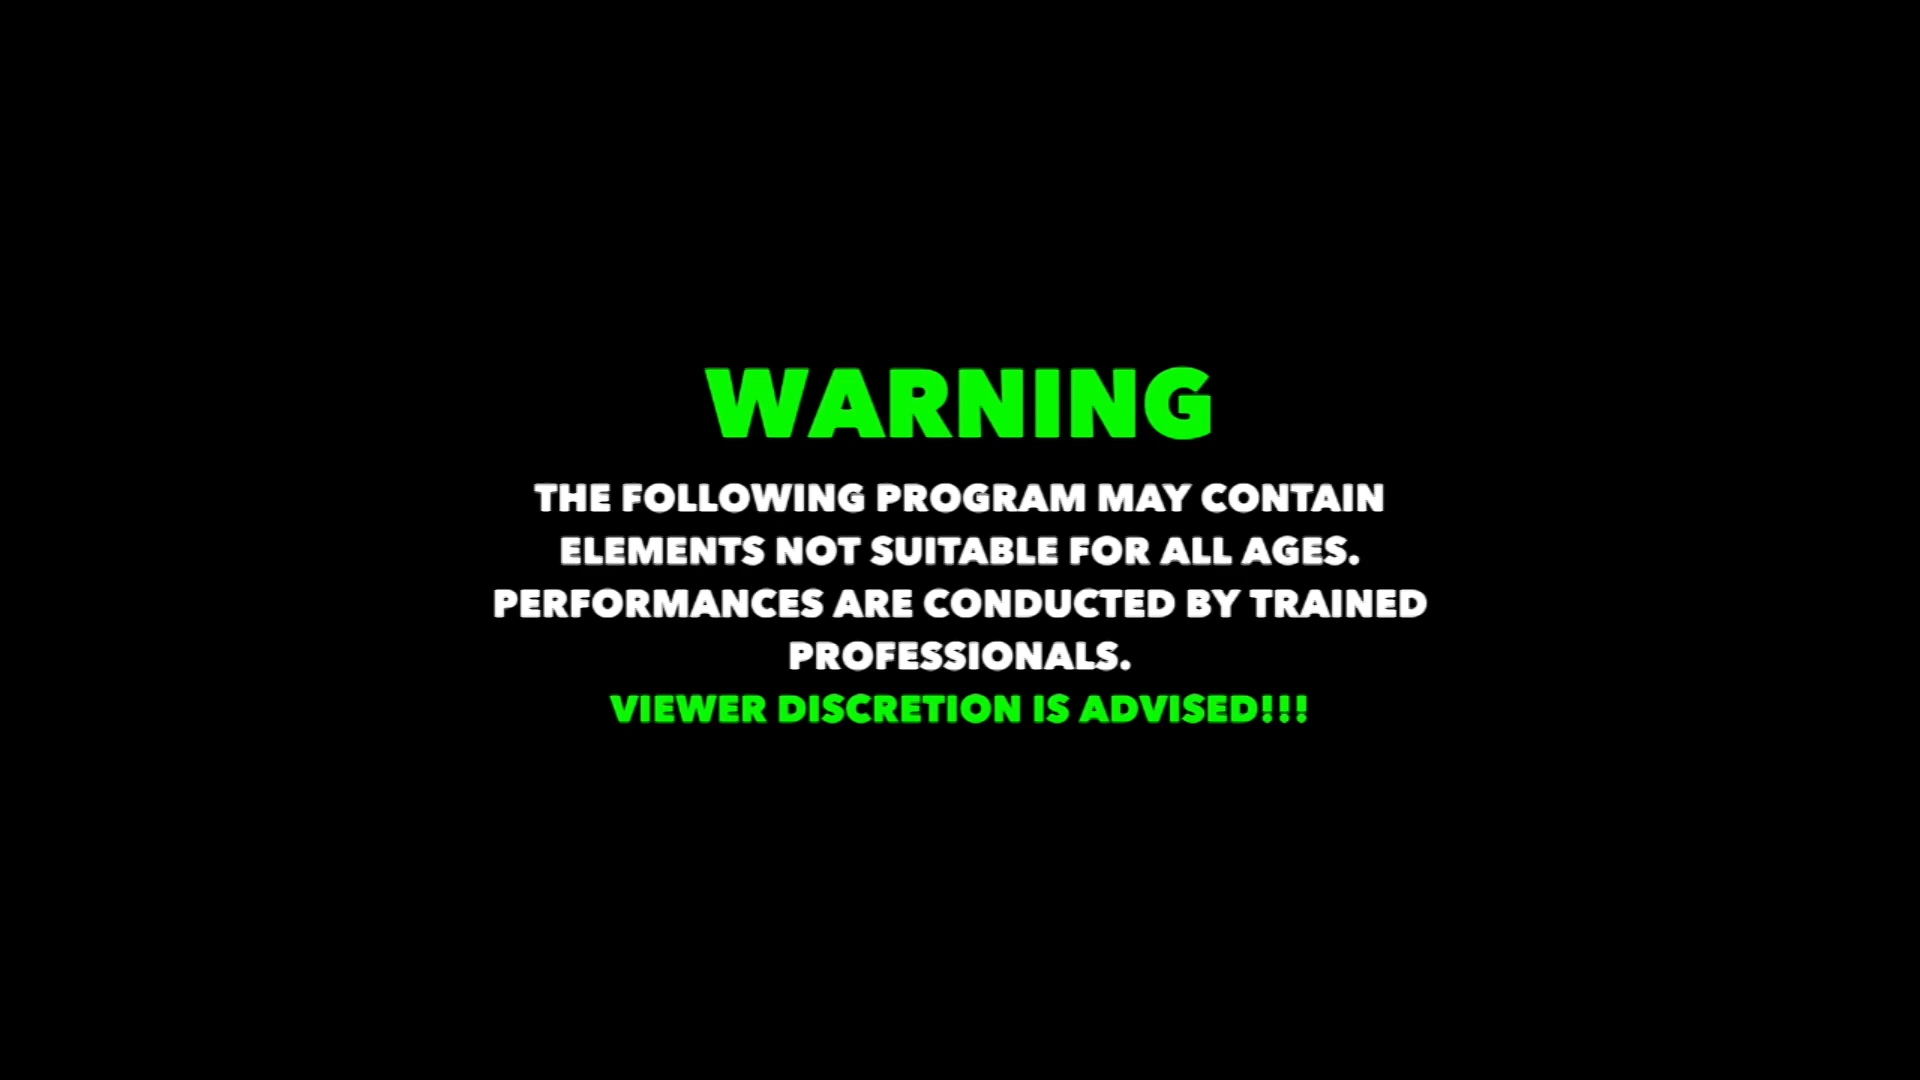 WARNING
THE FOLLOWING PROGRAM MAY CONTAIN
ELEMENTS NOT SUITABLE FOR ALL AGES.
PERFORMANCES ARE CONDUCTED BY TRAINED
PROFESSIONALS.
VIEWER DISCRETION IS ADVISED!!!